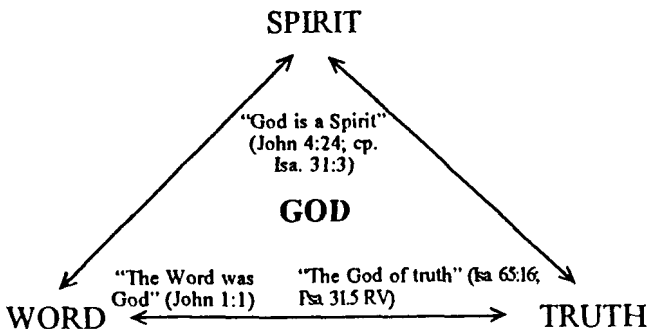 SPIRIT
"God is a Spirit"
(John 4:24; cp.
Isa. 31:3)
GOD
"The Word was
God" (John 1:1)
"The God of truth" (Isa 65:16;
Psa 31.5 RV)
WORD
TRUTH